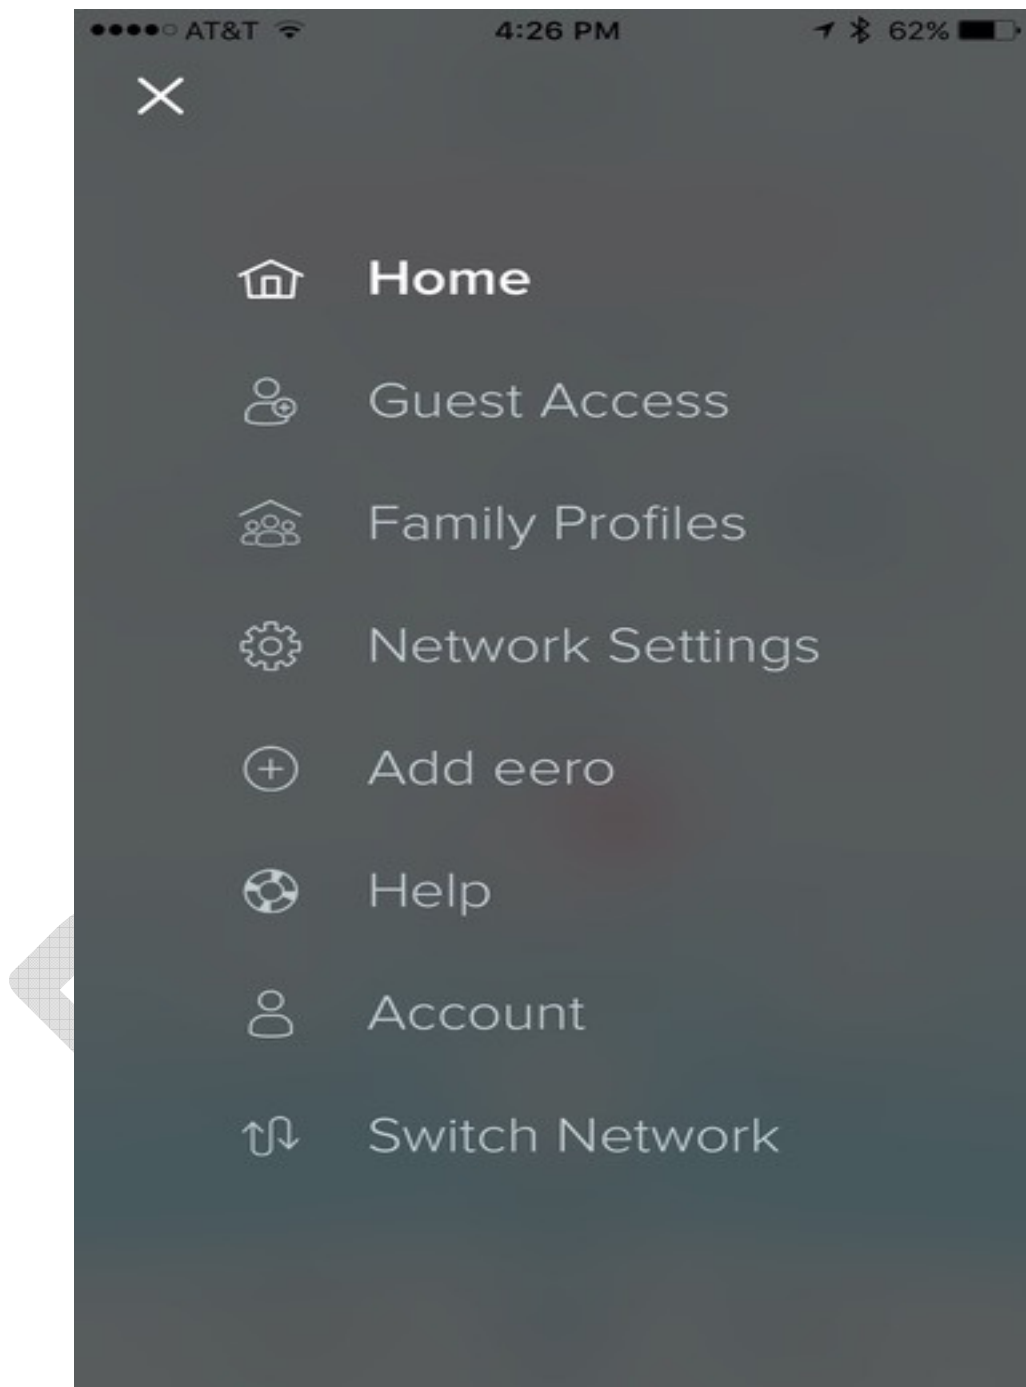 AT&T 4:26 PM 62%
Home
Guest Access
Family Profiles
Network Settings
Add eero
Help
Account
Switch Network